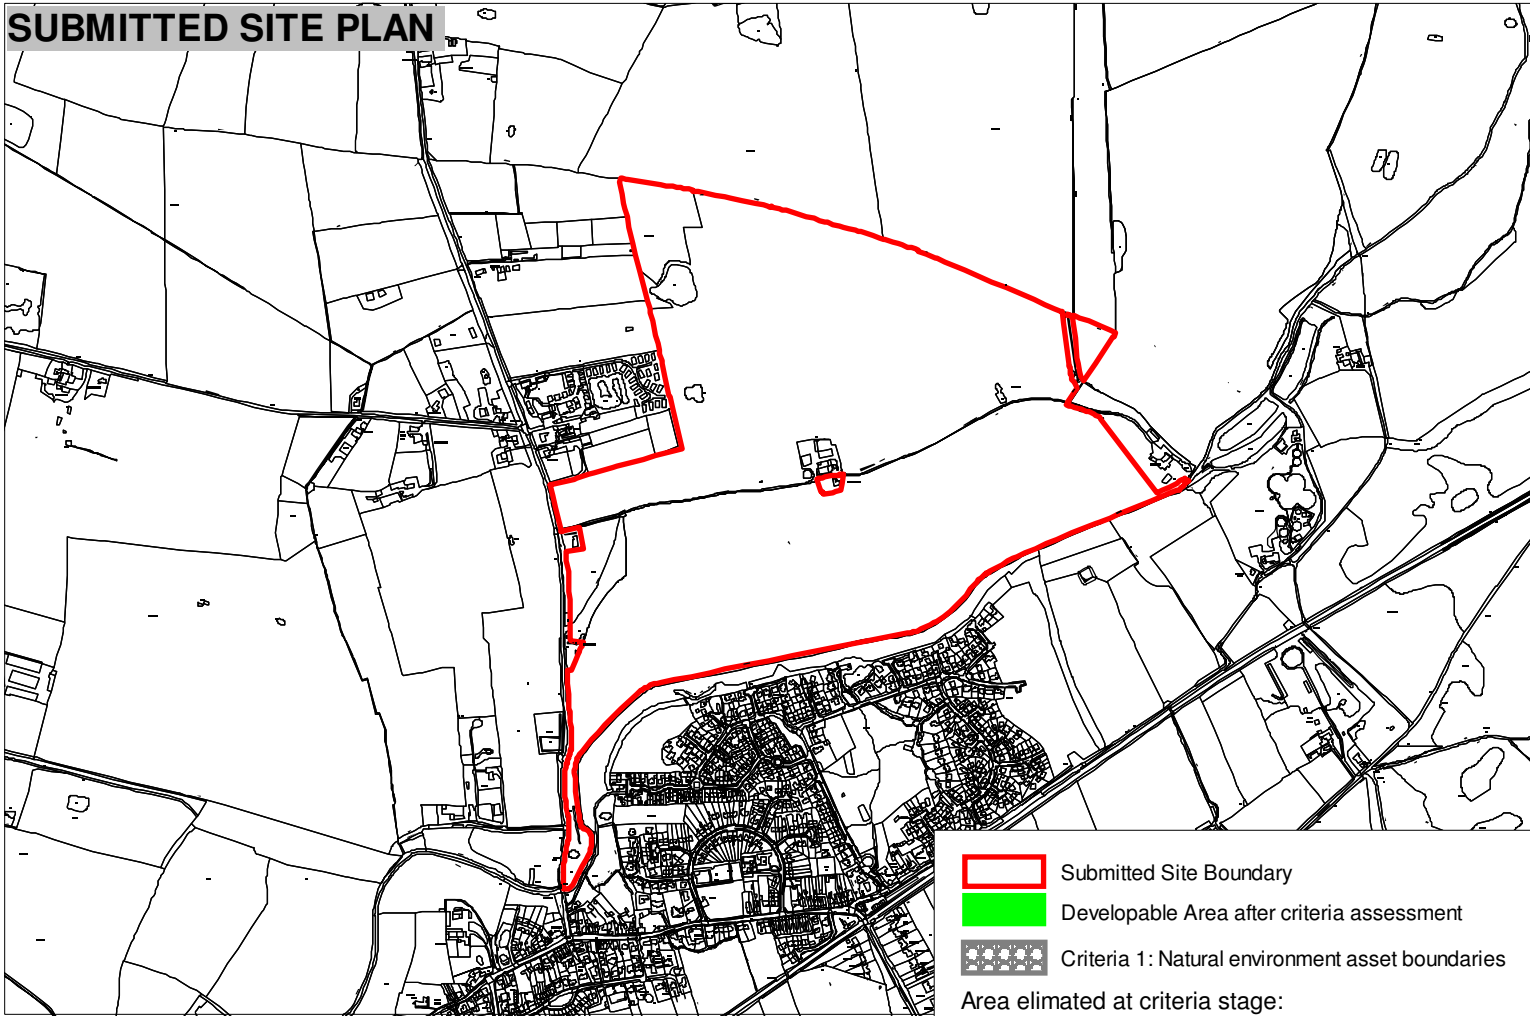 SUBMITTED SITE PLAN
Submitted Site Boundary
Developable Area after criteria assessment
Criteria 1: Natural environment asset boundaries
Area elimated at criteria stage: